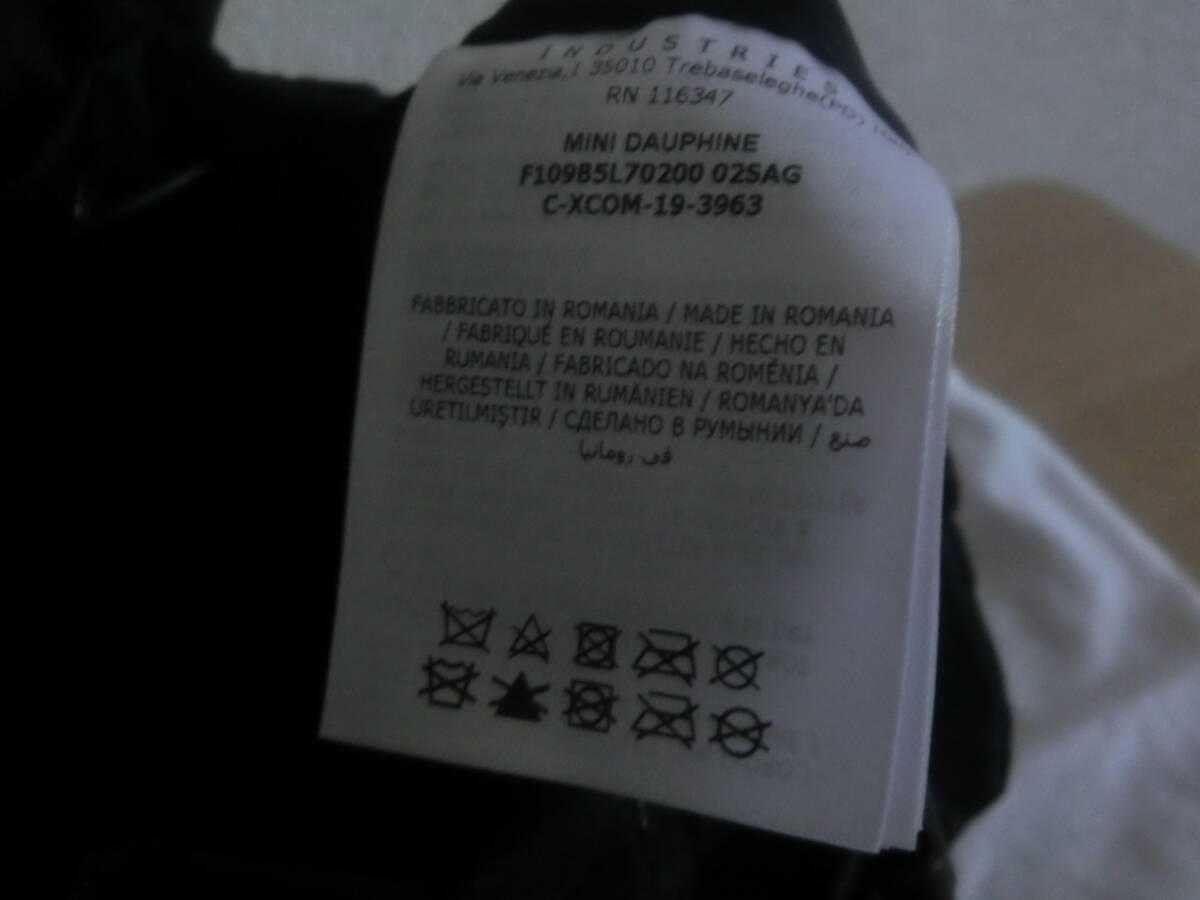 INDUSTRIES
Via Venezia,1 35010 Trebaseleghe(PD) Italy
RN 116347
MINI DAUPHINE
F109B5L70200 02SAG
C-XCOM-19-3963
FABBRICATO IN ROMANIA / MADE IN ROMANIA
/ FABRIQUÉ EN ROUMANIE / HECHO EN
RUMANIA / FABRICADO NA ROMÉNIA /
HERGESTELLT IN RUMÄNIEN / ROMANYA'DA
ÜRETILMIŞTIR / СДЕЛАНО В РУМЫНИИ / صنع
في رومانيا